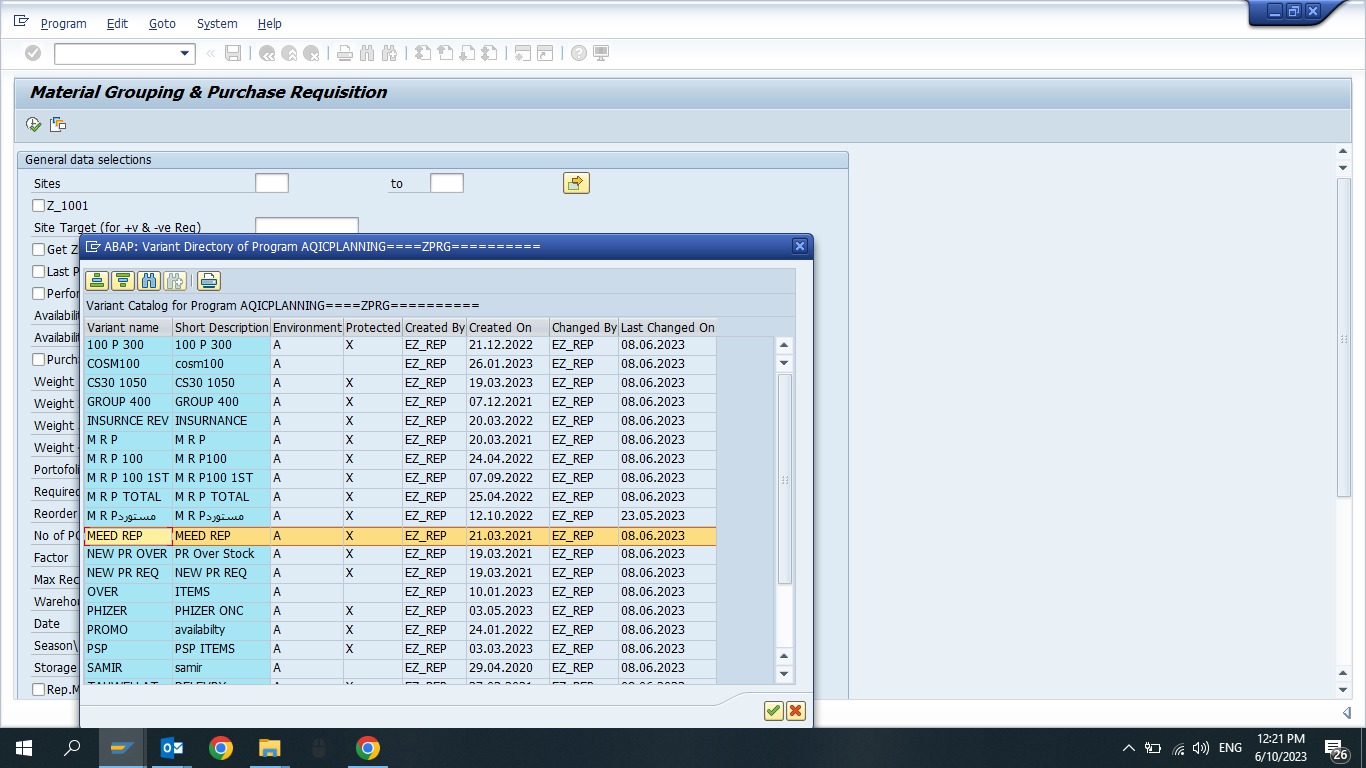 Program Edit Goto System Help
Material Grouping & Purchase Requisition
General data selections
Sites to
Z_1001
Site Target (for +v & -ve Req)
Get Z
Last P
Perfor
Availabili
Availabili
Purch
Weight
Weight
Weight
Weight
Portofoli
Required
Reorder
No of PO
Factor
Max Rec
Wareho
Date
Season\
Storage
Rep.M
ABAP: Variant Directory of Program AQICPLANNING====ZPRG==========
Variant Catalog for Program AQICPLANNING====ZPRG==========
Variant name Short Description Environment Protected Created By Created On Changed By Last Changed On
100 P 300 100 P 300 A X EZ_REP 21.12.2022 EZ_REP 08.06.2023
COSM100 cosm100 A EZ_REP 26.01.2023 EZ_REP 08.06.2023
CS30 1050 CS30 1050 A X EZ_REP 19.03.2023 EZ_REP 08.06.2023
GROUP 400 GROUP 400 A X EZ_REP 07.12.2021 EZ_REP 08.06.2023
INSURNCE REV INSURNANCE A X EZ_REP 20.03.2022 EZ_REP 08.06.2023
M R P M R P A X EZ_REP 20.03.2021 EZ_REP 08.06.2023
M R P 100 M R P100 A X EZ_REP 24.04.2022 EZ_REP 08.06.2023
M R P 100 1ST M R P100 1ST A X EZ_REP 07.09.2022 EZ_REP 08.06.2023
M R P TOTAL M R P TOTAL A X EZ_REP 25.04.2022 EZ_REP 08.06.2023
M R Pمستورد M R Pمستورد A X EZ_REP 12.10.2022 EZ_REP 23.05.2023
MEED REP MEED REP A X EZ_REP 21.03.2021 EZ_REP 08.06.2023
NEW PR OVER PR Over Stock A X EZ_REP 19.03.2021 EZ_REP 08.06.2023
NEW PR REQ NEW PR REQ A X EZ_REP 19.03.2021 EZ_REP 08.06.2023
OVER ITEMS A EZ_REP 10.01.2023 EZ_REP 08.06.2023
PHIZER PHIZER ONC A X EZ_REP 03.05.2023 EZ_REP 08.06.2023
PROMO availabilty A X EZ_REP 24.01.2022 EZ_REP 08.06.2023
PSP PSP ITEMS A X EZ_REP 03.03.2023 EZ_REP 08.06.2023
SAMIR samir A EZ_REP 29.04.2020 EZ_REP 08.06.2023
ENG
12:21 PM
6/10/2023
26